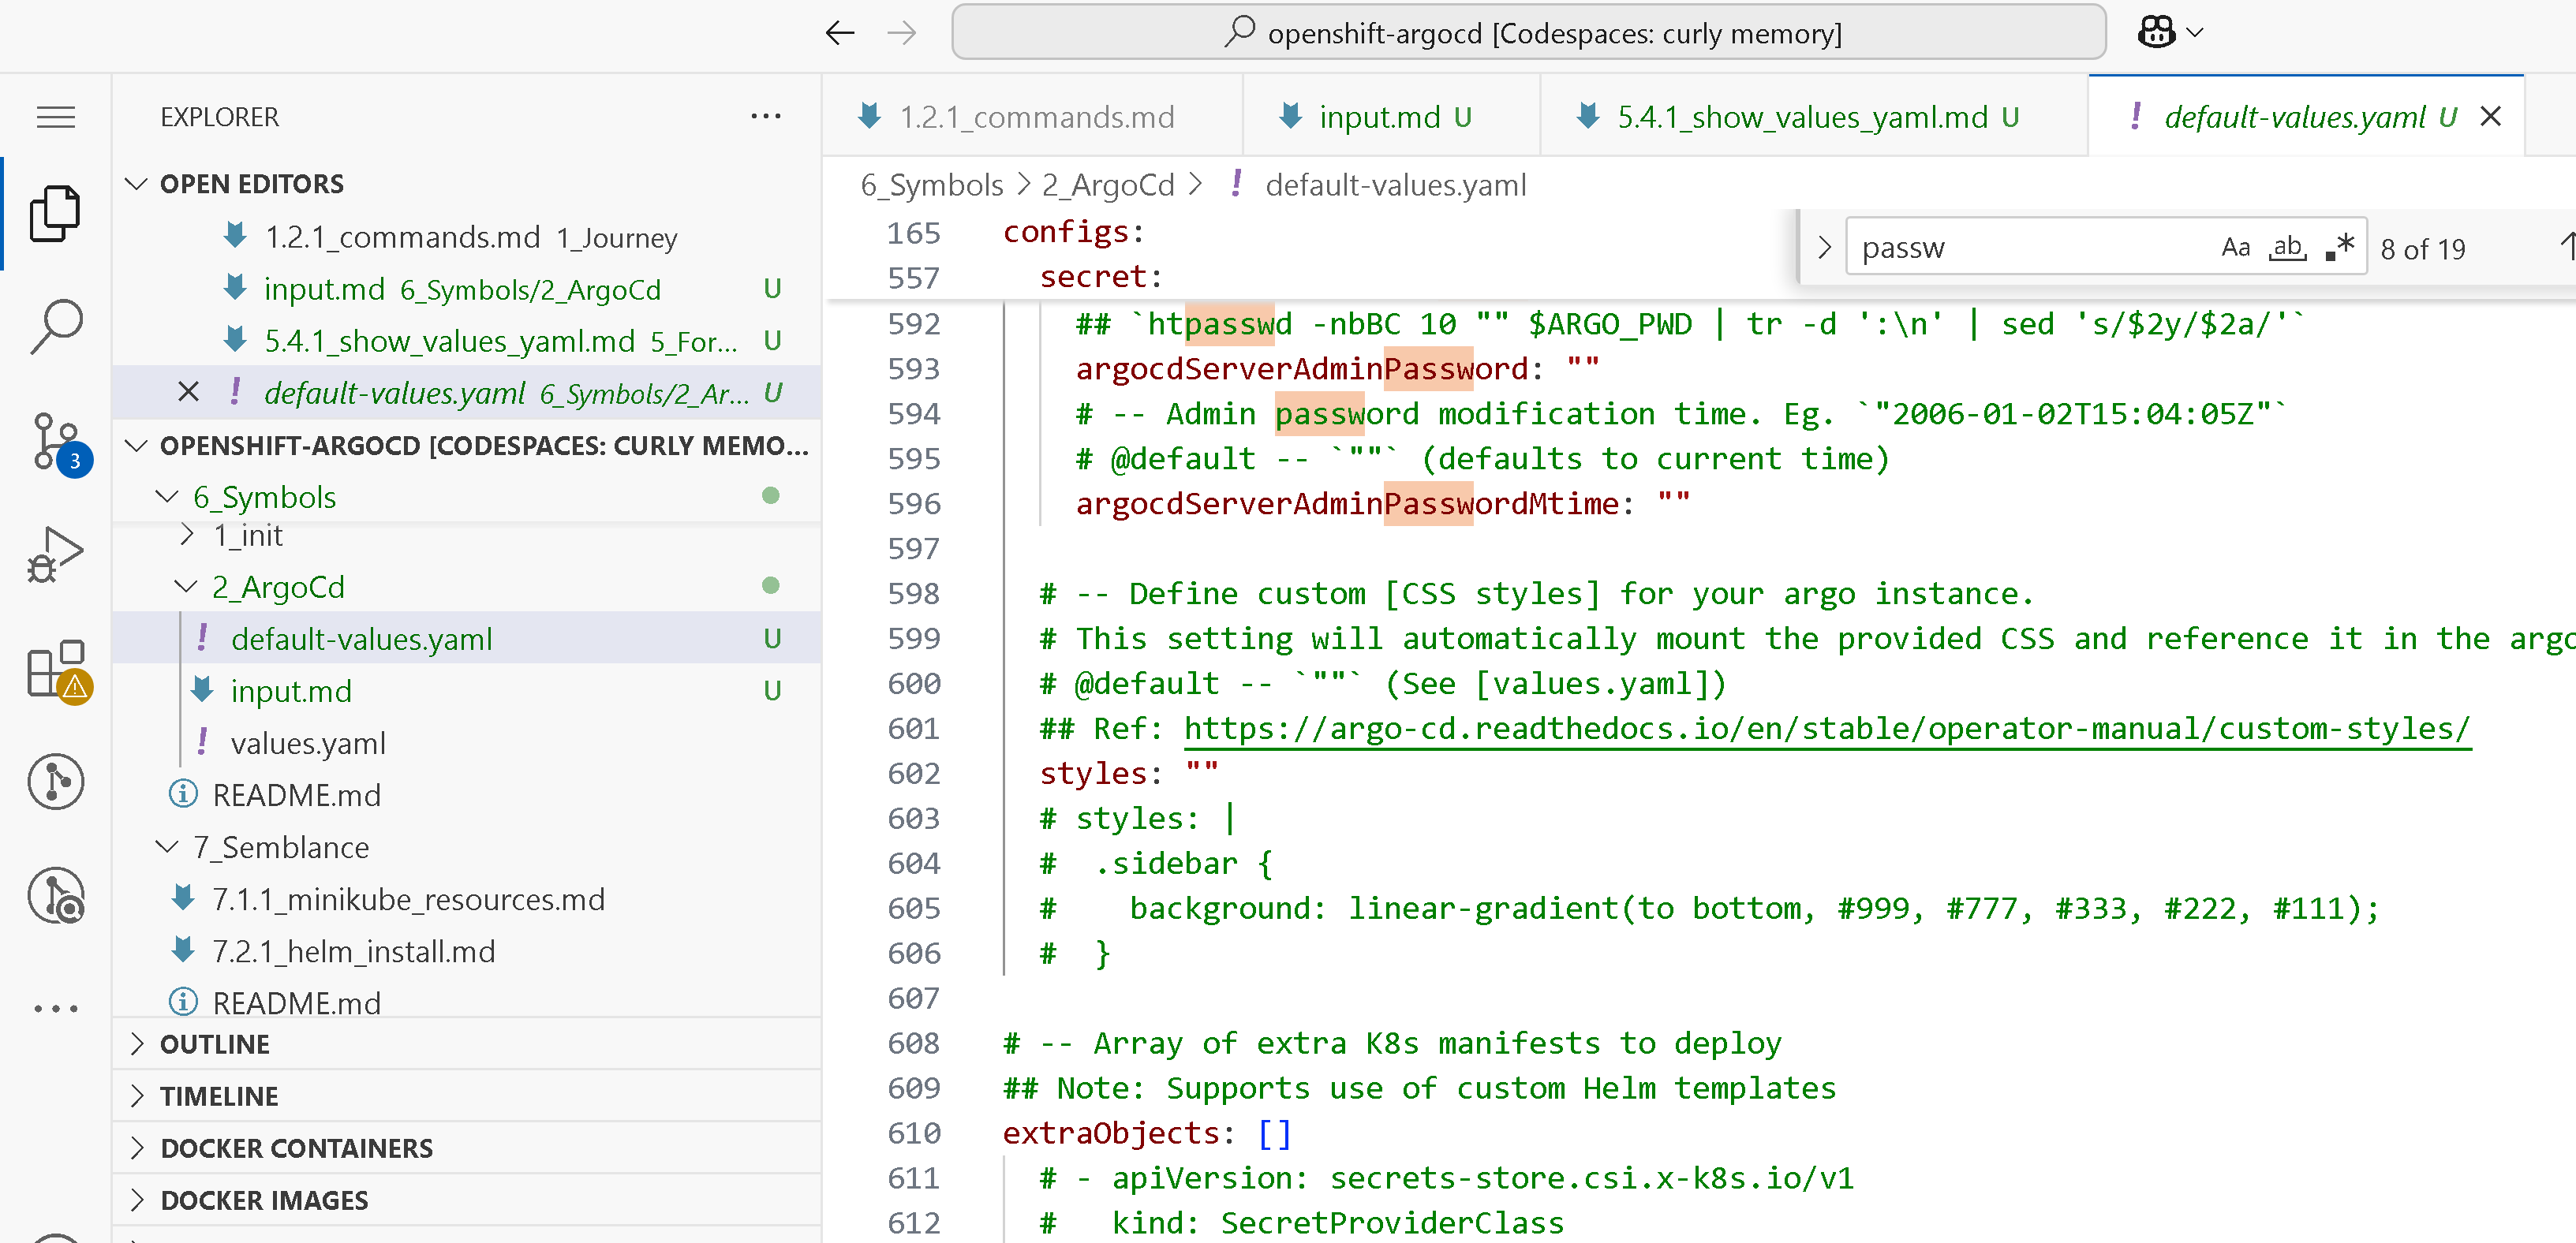 openshift-argocd [Codespaces: curly memory]
EXPLORER
OPEN EDITORS
1.2.1_commands.md 1_Journey
input.md 6_Symbols/2_ArgoCd U
5.4.1_show_values_yaml.md 5_For... U
default-values.yaml 6_Symbols/2_Ar... U
OPENSHIFT-ARGOCD [CODESPACES: CURLY MEMO...
6_Symbols
1_init
2_ArgoCd
default-values.yaml U
input.md U
values.yaml
README.md
7_Semblance
7.1.1_minikube_resources.md
7.2.1_helm_install.md
README.md
OUTLINE
TIMELINE
DOCKER CONTAINERS
DOCKER IMAGES
3
1.2.1_commands.md
input.md U
5.4.1_show_values_yaml.md U
default-values.yaml U
6_Symbols > 2_ArgoCd > ! default-values.yaml
passw Aa ab .* 8 of 19
165 configs:
557 secret:
592 ## `htpasswd -nbBC 10 "" $ARGO_PWD | tr -d ':\n' | sed 's/$2y/$2a/'`
593 argocdServerAdminPassword: ""
594 # -- Admin password modification time. Eg. `"2006-01-02T15:04:05Z"`
595 # @default -- `""` (defaults to current time)
596 argocdServerAdminPasswordMtime: ""
597
598 # -- Define custom [CSS styles] for your argo instance.
599 # This setting will automatically mount the provided CSS and reference it in the argo
600 # @default -- `""` (See [values.yaml])
601 ## Ref: https://argo-cd.readthedocs.io/en/stable/operator-manual/custom-styles/
602 styles: ""
603 # styles: |
604 #  .sidebar {
605 #    background: linear-gradient(to bottom, #999, #777, #333, #222, #111);
606 #  }
607
608 # -- Array of extra K8s manifests to deploy
609 ## Note: Supports use of custom Helm templates
610 extraObjects: []
611 # - apiVersion: secrets-store.csi.x-k8s.io/v1
612 #   kind: SecretProviderClass